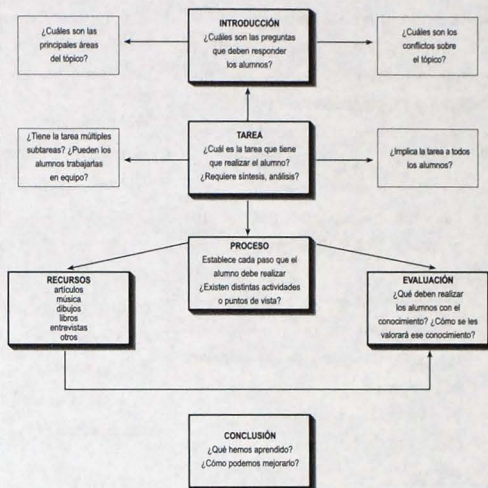 INTRODUCCIÓN
¿Cuáles son las preguntas
que deben responder
los alumnos?
¿Cuáles son las
principales áreas
del tópico?
¿Cuáles son los
conflictos sobre
el tópico?
TAREA
¿Cuál es la tarea que tiene
que realizar el alumno?
¿Requiere síntesis, análisis?
¿Tiene la tarea múltiples
subtareas? ¿Pueden los
alumnos trabajarlas
en equipo?
¿Implica la tarea a todos
los alumnos?
PROCESO
Establece cada paso que el
alumno debe realizar
¿Existen distintas actividades
o puntos de vista?
RECURSOS
artículos
música
dibujos
libros
entrevistas
otros
EVALUACIÓN
¿Qué deben realizar
los alumnos con el
conocimiento? ¿Cómo se les
valorará ese conocimiento?
CONCLUSIÓN
¿Qué hemos aprendido?
¿Cómo podemos mejorarlo?